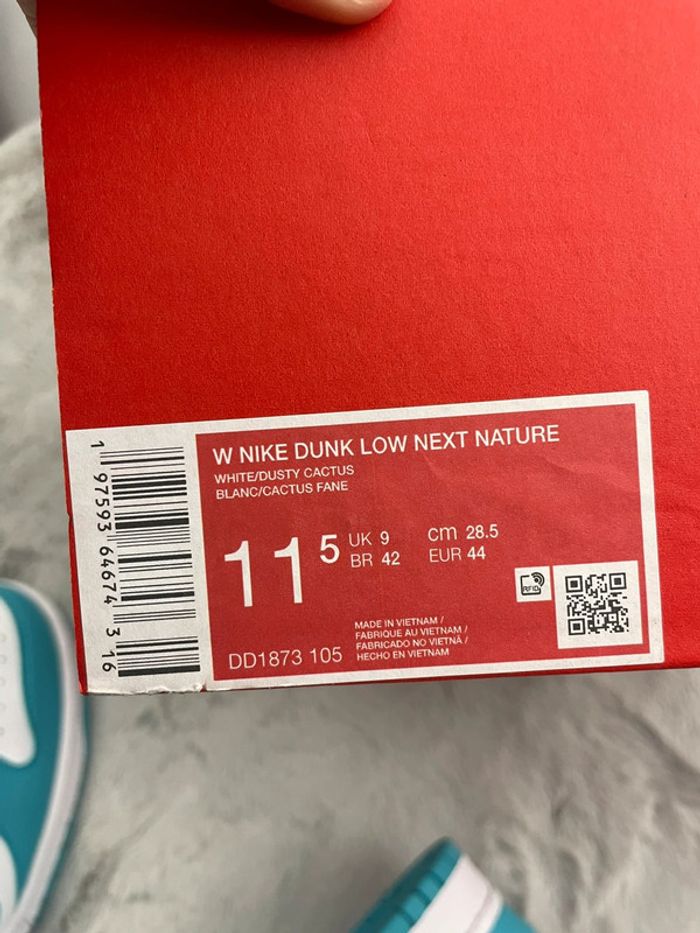 W NIKE DUNK LOW NEXT NATURE
WHITE/DUSTY CACTUS
BLANC/CACTUS FANE
11 5
UK 9 cm 28.5
BR 42 EUR 44
RFID
MADE IN VIETNAM /
FABRIQUE AU VIETNAM /
FABRICADO NO VIETNÃ /
HECHO EN VIETNAM
DD1873 105
1 97593 64674 3 16